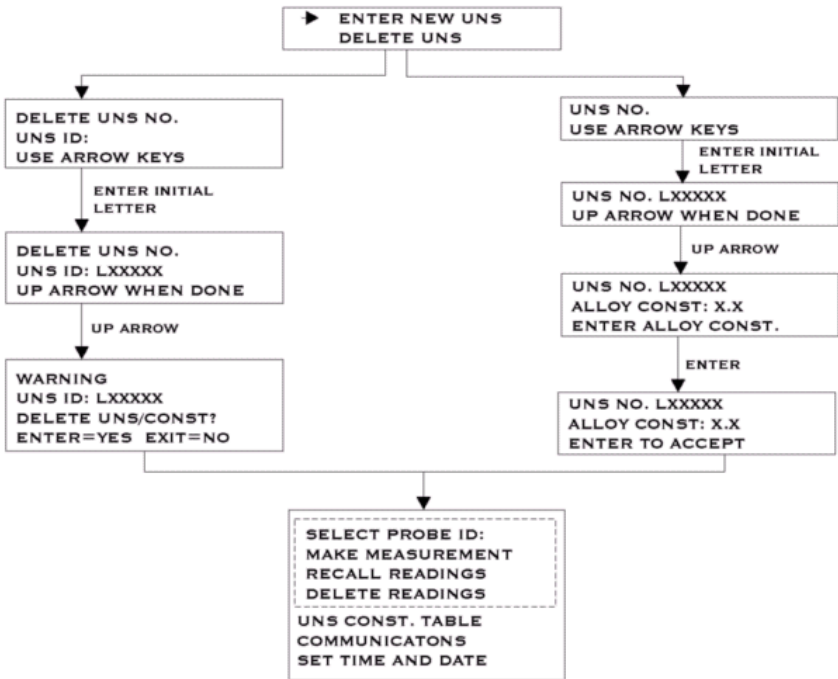 ENTER NEW UNS
DELETE UNS
DELETE UNS NO.
UNS ID:
USE ARROW KEYS
ENTER INITIAL
LETTER
DELETE UNS NO.
UNS ID: LXXXXX
UP ARROW WHEN DONE
UP ARROW
WARNING
UNS ID: LXXXXX
DELETE UNS/CONST?
ENTER=YES EXIT=NO
UNS NO.
USE ARROW KEYS
ENTER INITIAL
LETTER
UNS NO. LXXXXX
UP ARROW WHEN DONE
UP ARROW
UNS NO. LXXXXX
ALLOY CONST: X.X
ENTER ALLOY CONST.
ENTER
UNS NO. LXXXXX
ALLOY CONST: X.X
ENTER TO ACCEPT
SELECT PROBE ID:
MAKE MEASUREMENT
RECALL READINGS
DELETE READINGS
UNS CONST. TABLE
COMMUNICATONS
SET TIME AND DATE